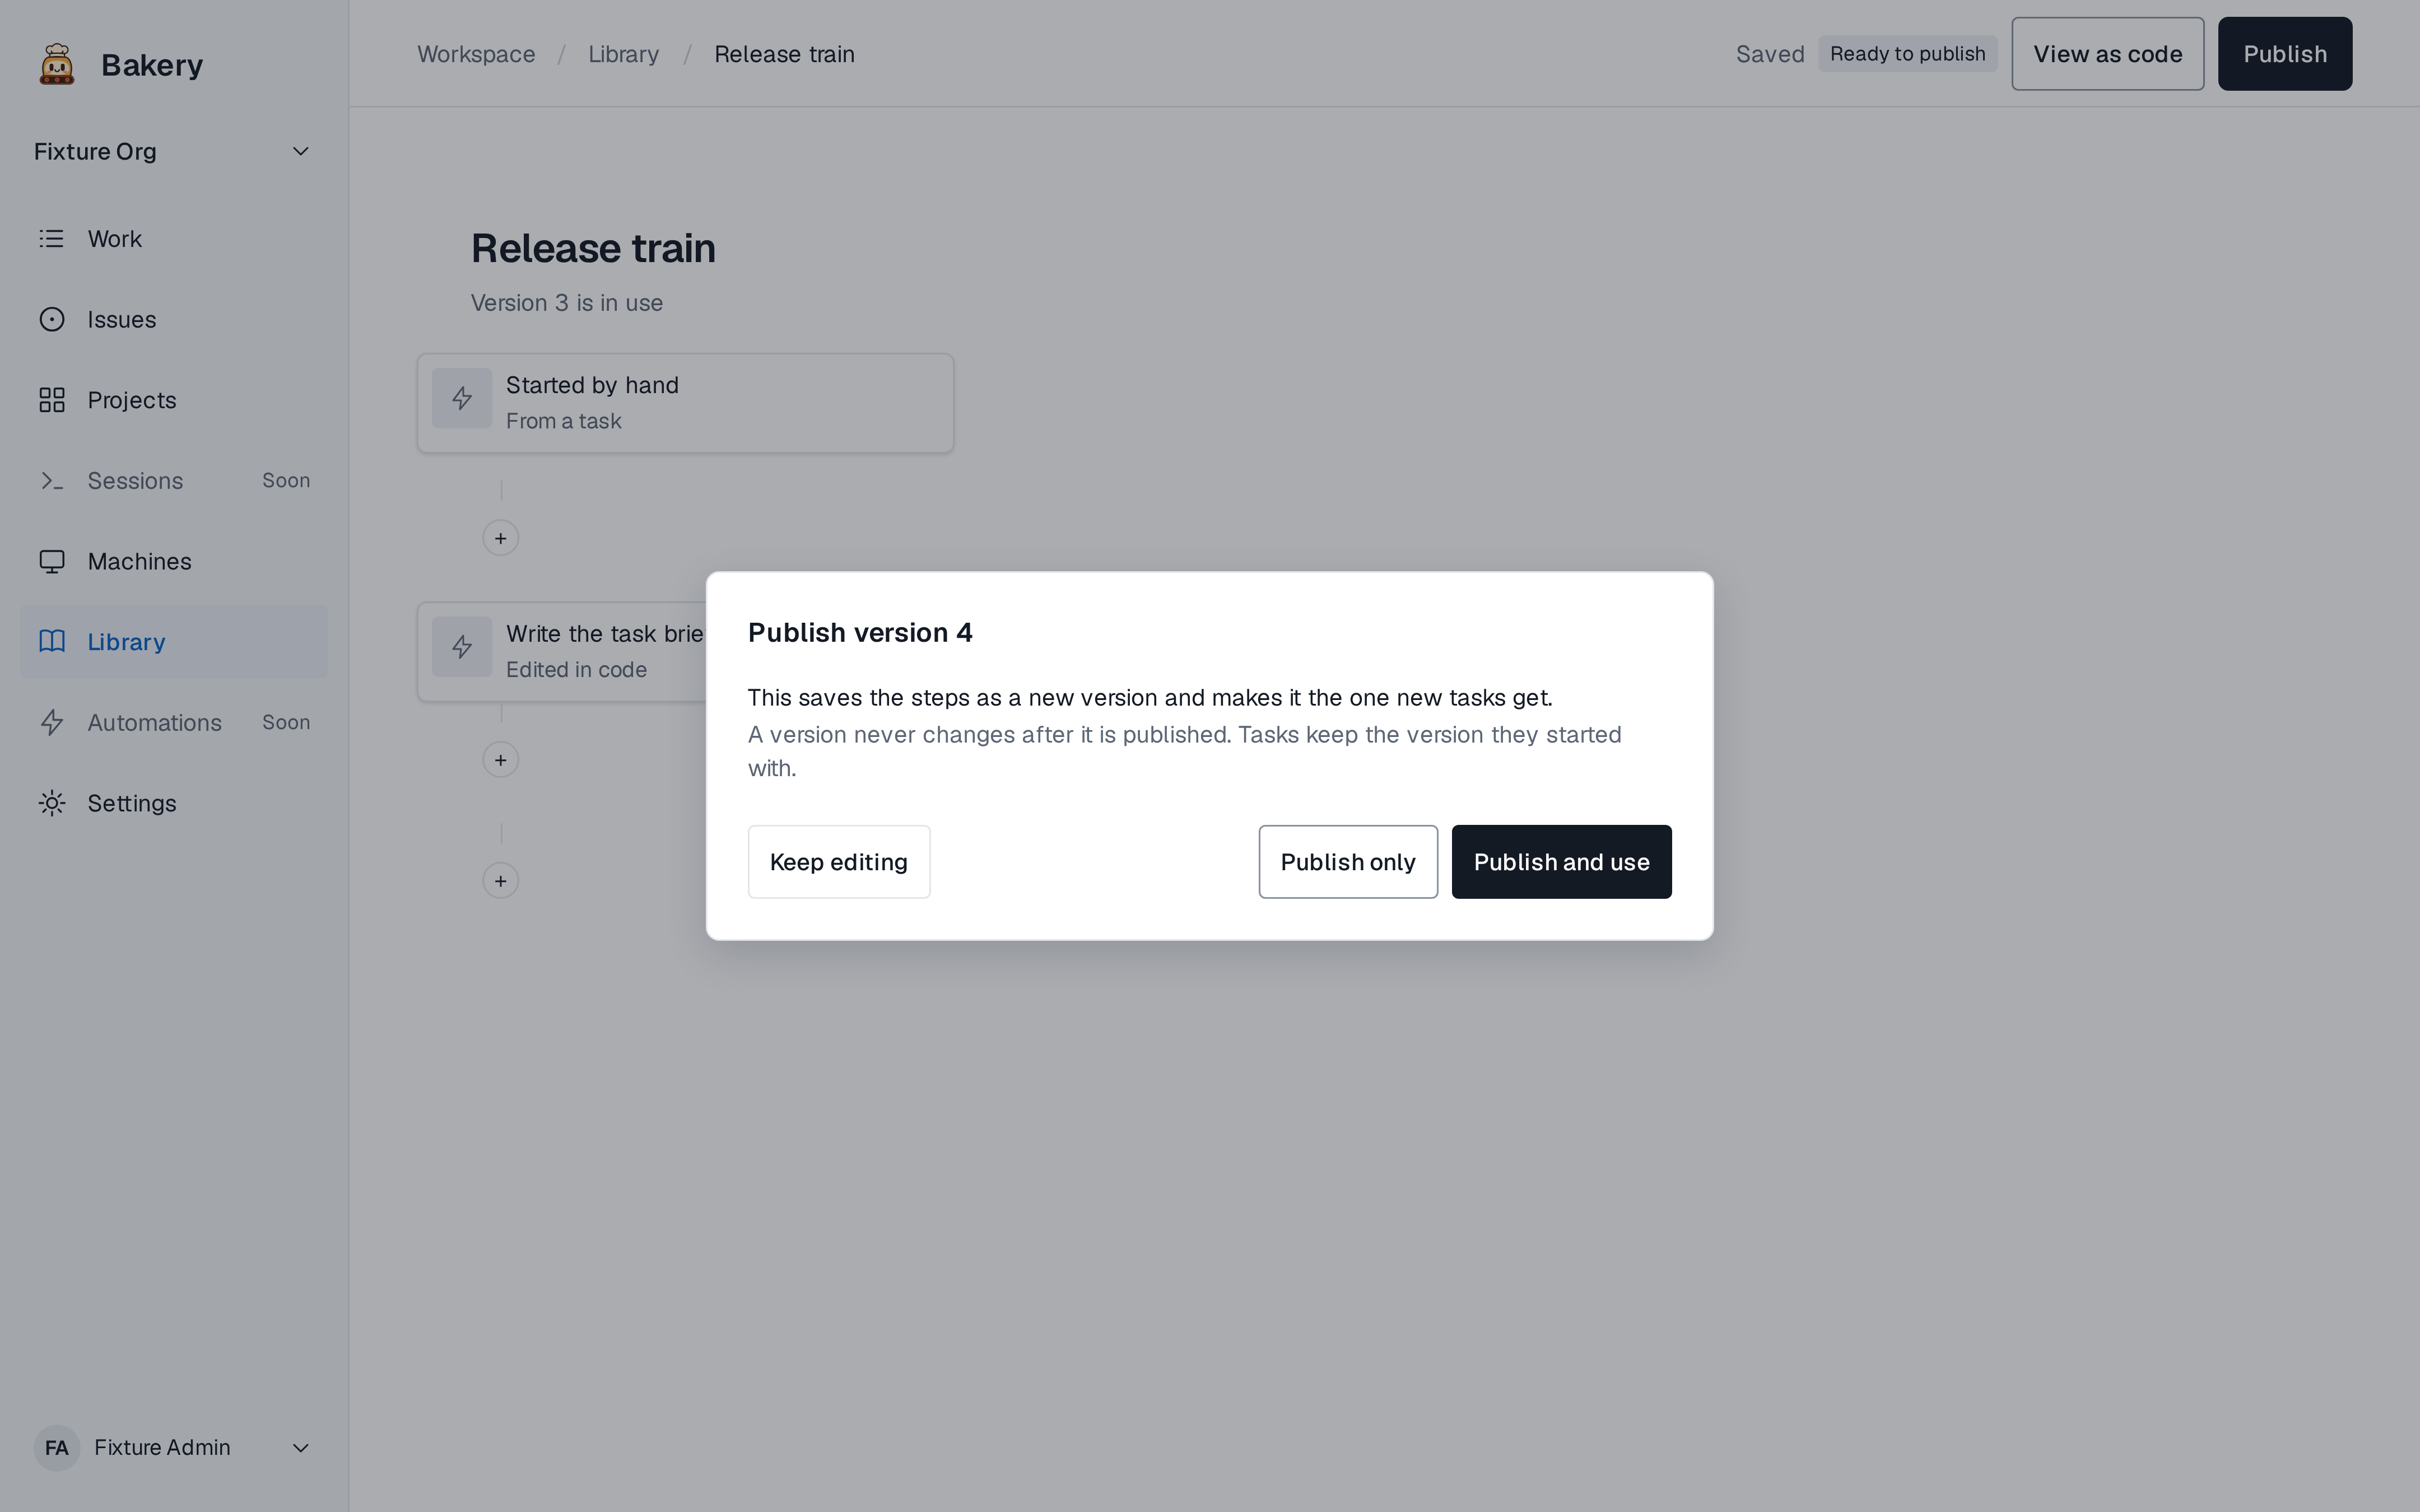 Bakery
Workspace / Library / Release train
Saved
Ready to publish
View as code
Publish
Fixture Org
Work
Issues
Projects
Sessions Soon
Machines
Library
Automations Soon
Settings
FA Fixture Admin
Release train
Version 3 is in use
Started by hand
From a task
+
Write the task brie
Edited in code
+
+
Publish version 4
This saves the steps as a new version and makes it the one new tasks get.
A version never changes after it is published. Tasks keep the version they started
with.
Keep editing
Publish only
Publish and use